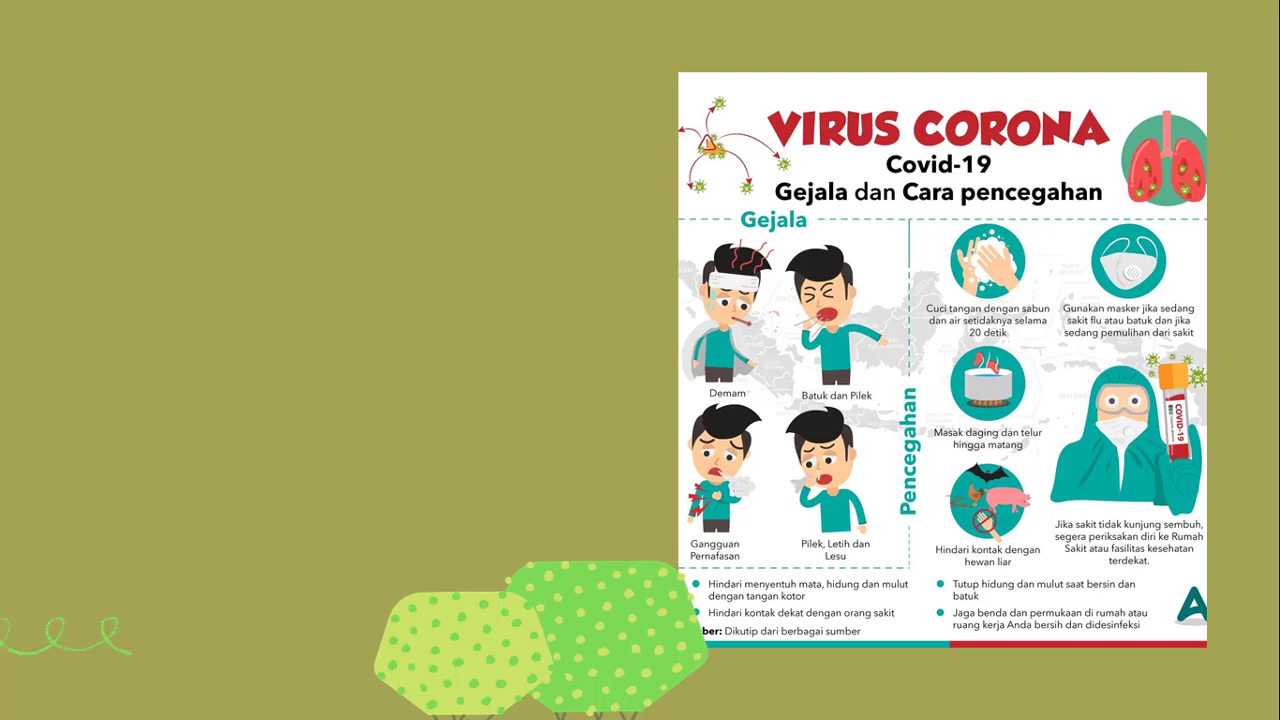 VIRUS CORONA
Covid-19
Gejala dan Cara pencegahan
Gejala
Demam
Batuk dan Pilek
Gangguan
Pernafasan
Pilek, Letih dan
Lesu
Pencegahan
Cuci tangan dengan sabun
dan air setidaknya selama
20 detik
Gunakan masker jika sedang
sakit flu atau batuk dan jika
sedang pemulihan dari sakit
Masak daging dan telur
hingga matang
COVID-19
Hindari kontak dengan
hewan liar
Jika sakit tidak kunjung sembuh,
segera periksakan diri ke Rumah
Sakit atau fasilitas kesehatan
terdekat.
Hindari menyentuh mata, hidung dan mulut
dengan tangan kotor
Hindari kontak dekat dengan orang sakit
ber: Dikutip dari berbagai sumber
Tutup hidung dan mulut saat bersin dan
batuk
Jaga benda dan permukaan di rumah atau
ruang kerja Anda bersih dan didesinfeksi
A